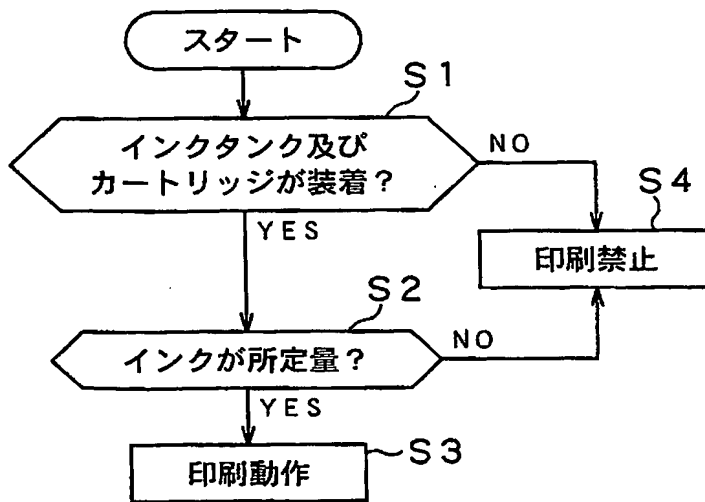 スタート
S1
インクタンク及び
カートリッジが装着？
NO
YES
S4
印刷禁止
S2
インクが所定量？
NO
YES
S3
印刷動作